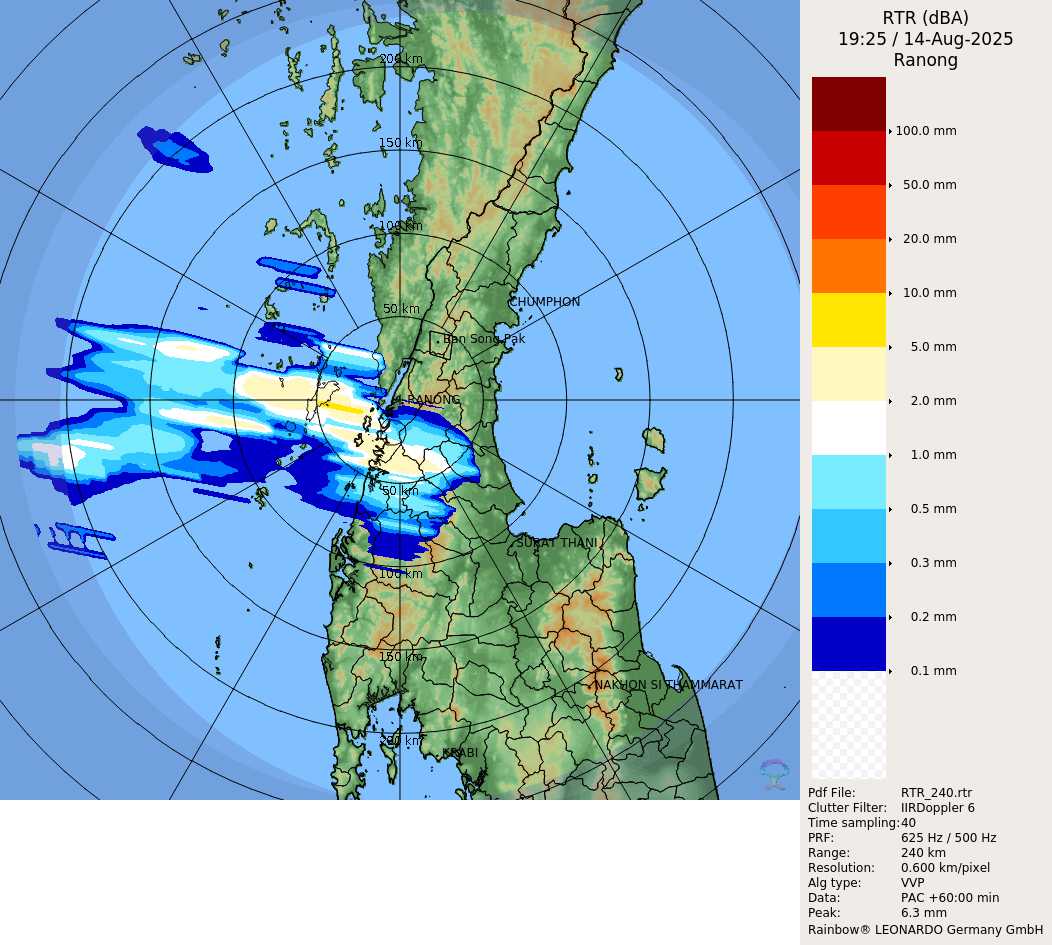 RTR (dBA)
19:25 / 14-Aug-2025
Ranong
200 km
150 km
100 km
50 km
CHUMPHON
Ban Song Pak
RANONG
50 km
SURAT THANI
100 km
150 km
NAKHON SI THAMMARAT
200 km
KRABI
100.0 mm
50.0 mm
20.0 mm
10.0 mm
5.0 mm
2.0 mm
1.0 mm
0.5 mm
0.3 mm
0.2 mm
0.1 mm
Pdf File: RTR_240.rtr
Clutter Filter: IIRDoppler 6
Time sampling:40
PRF: 625 Hz / 500 Hz
Range: 240 km
Resolution: 0.600 km/pixel
Alg type: VVP
Data: PAC +60:00 min
Peak: 6.3 mm
Rainbow® LEONARDO Germany GmbH